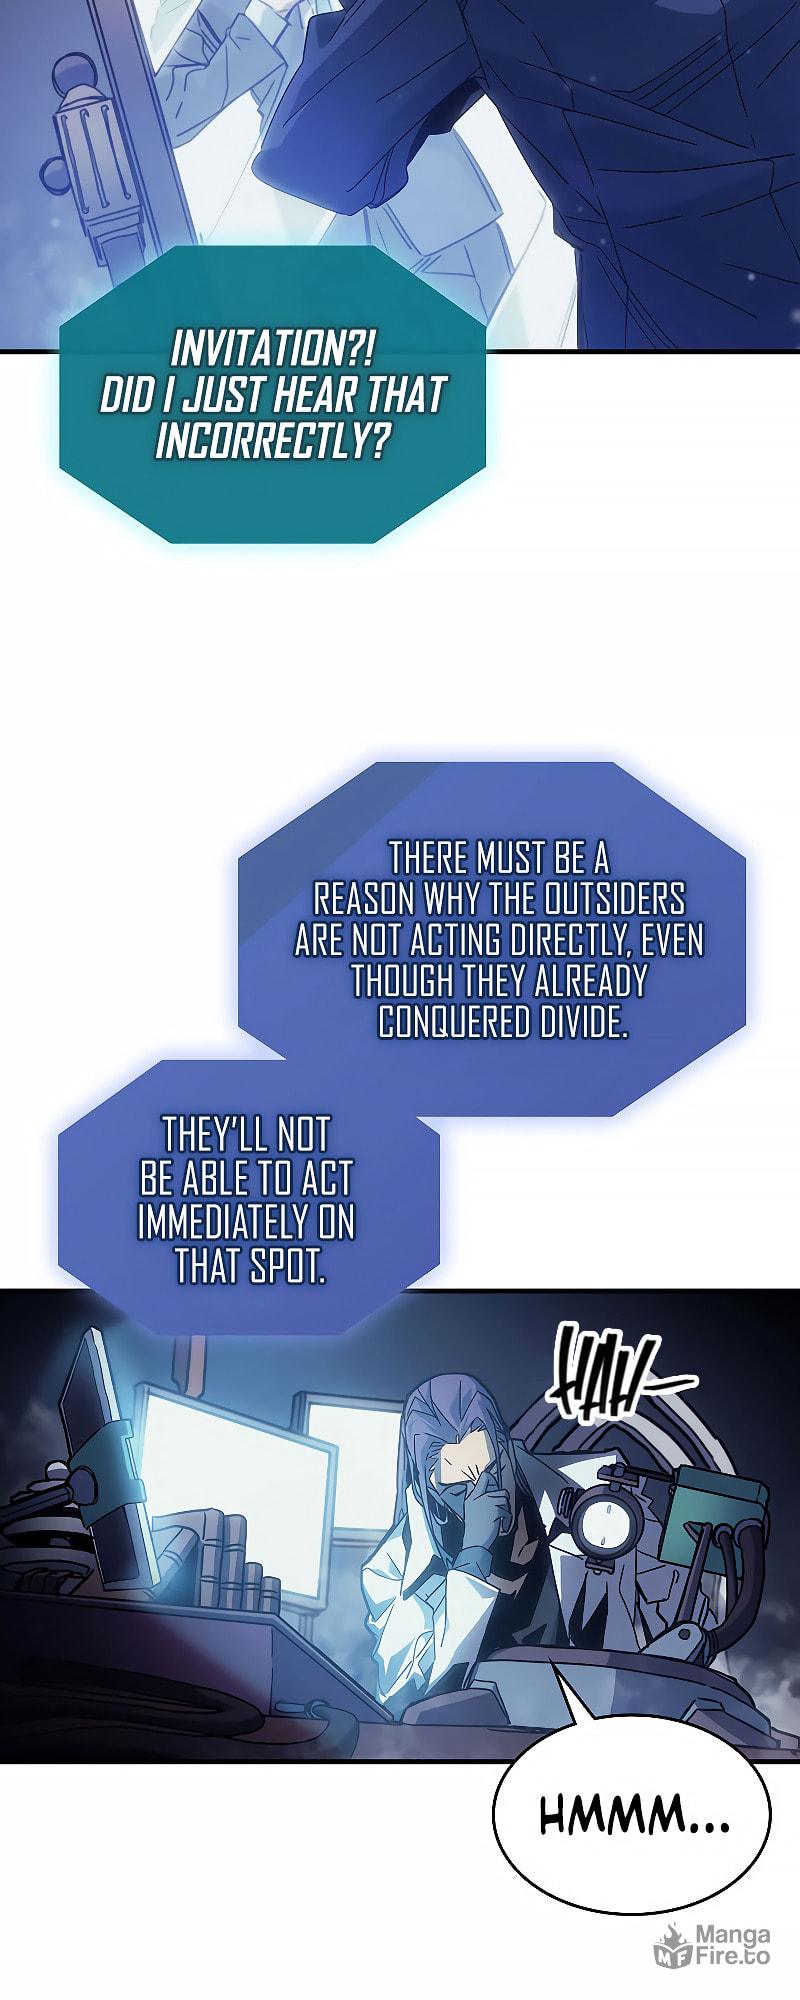 INVITATION?!
DID I JUST HEAR THAT
INCORRECTLY?
THERE MUST BE A
REASON WHY THE OUTSIDERS
ARE NOT ACTING DIRECTLY, EVEN
THOUGH THEY ALREADY
CONQUERED DIVIDE.
THEY'LL NOT
BE ABLE TO ACT
IMMEDIATELY ON
THAT SPOT.
HAH—
HMMM...
Manga
MF Fire.to